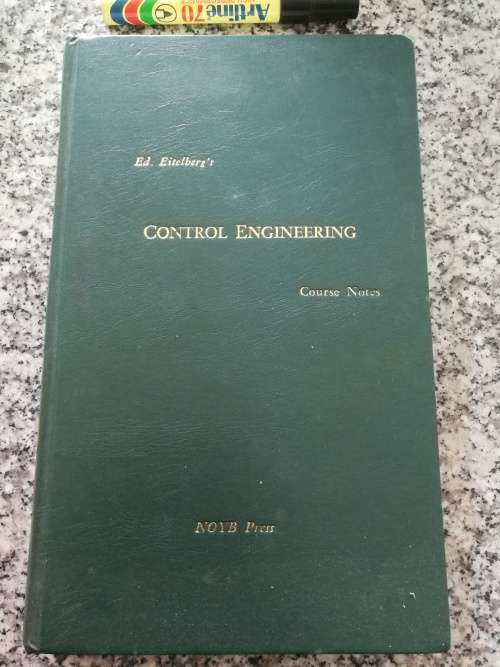 Artline 70
Ed. Eitelberg's
CONTROL ENGINEERING
Course Notes
NOYB Press